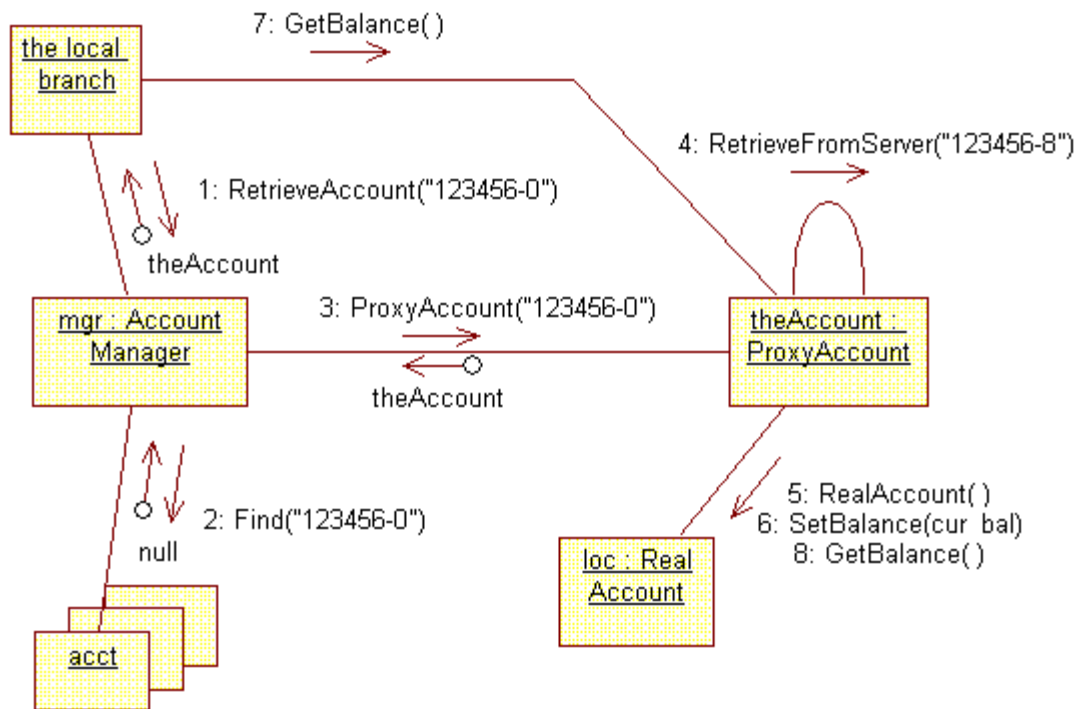 7: GetBalance( )
the local
branch
4: RetrieveFromServer("123456-8")
1: RetrieveAccount("123456-0")
theAccount
3: ProxyAccount("123456-0")
mgr : Account
Manager
theAccount :
ProxyAccount
theAccount
2: Find("123456-0")
null
5: RealAccount( )
6: SetBalance(cur_bal)
8: GetBalance( )
loc : Real
Account
acct